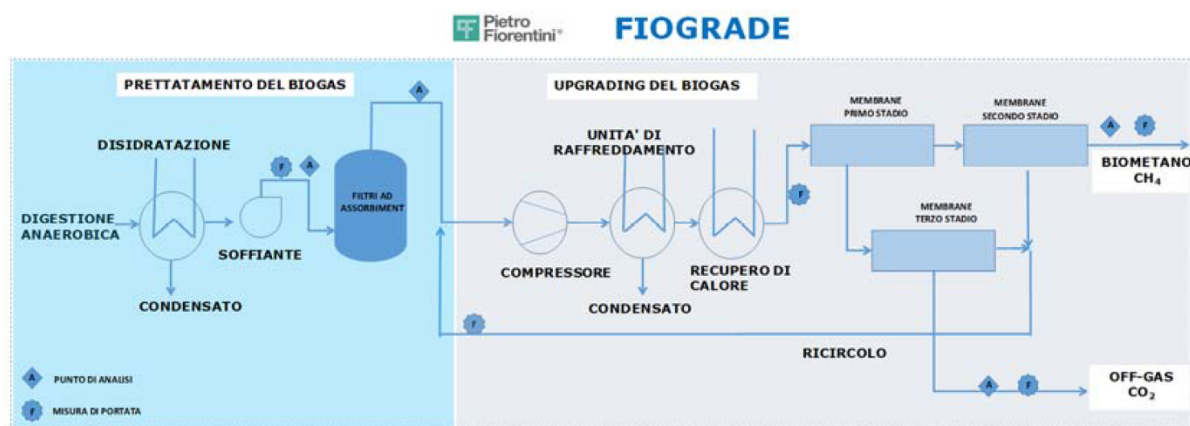 Pietro
Fiorentini®
FIOGRADE
PRETTATAMENTO DEL BIOGAS
UPGRADING DEL BIOGAS
A
MEMBRANE
PRIMO STADIO
MEMBRANE
SECONDO STADIO
DISIDRATAZIONE
UNITA' DI
RAFFREDDAMENTO
F
A
A
F
BIOMETANO
CH4
FILTRI AD
ASSORBIMENT
F
DIGESTIONE
ANAEROBICA
SOFFIANTE
MEMBRANE
TERZO STADIO
COMPRESSORE
RECUPERO DI
CALORE
CONDENSATO
CONDENSATO
F
RICIRCOLO
A
PUNTO DI ANALISI
F
MISURA DI PORTATA
A
F
OFF-GAS
CO2